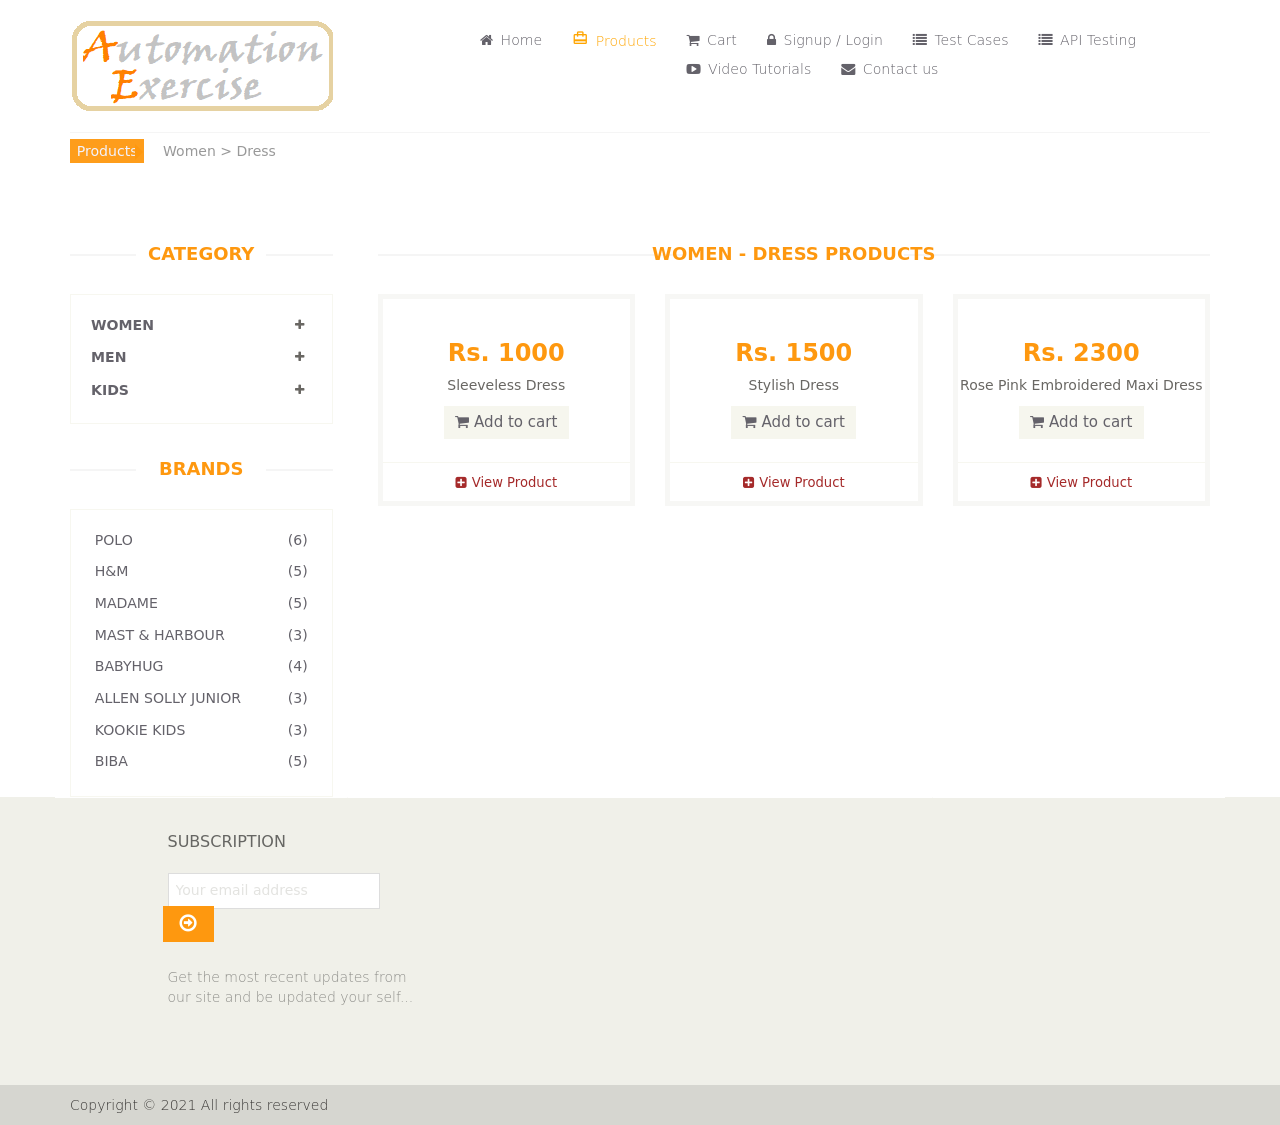 Automation
Exercise
Home
Products
Cart
Signup / Login
Test Cases
API Testing
Video Tutorials
Contact us
Products
Women > Dress
CATEGORY
WOMEN
MEN
KIDS
BRANDS
POLO (6)
H&M (5)
MADAME (5)
MAST & HARBOUR (3)
BABYHUG (4)
ALLEN SOLLY JUNIOR (3)
KOOKIE KIDS (3)
BIBA (5)
WOMEN - DRESS PRODUCTS
Rs. 1000
Sleeveless Dress
Add to cart
View Product
Rs. 1500
Stylish Dress
Add to cart
View Product
Rs. 2300
Rose Pink Embroidered Maxi Dress
Add to cart
View Product
SUBSCRIPTION
Your email address
Get the most recent updates from
our site and be updated your self...
Copyright © 2021 All rights reserved